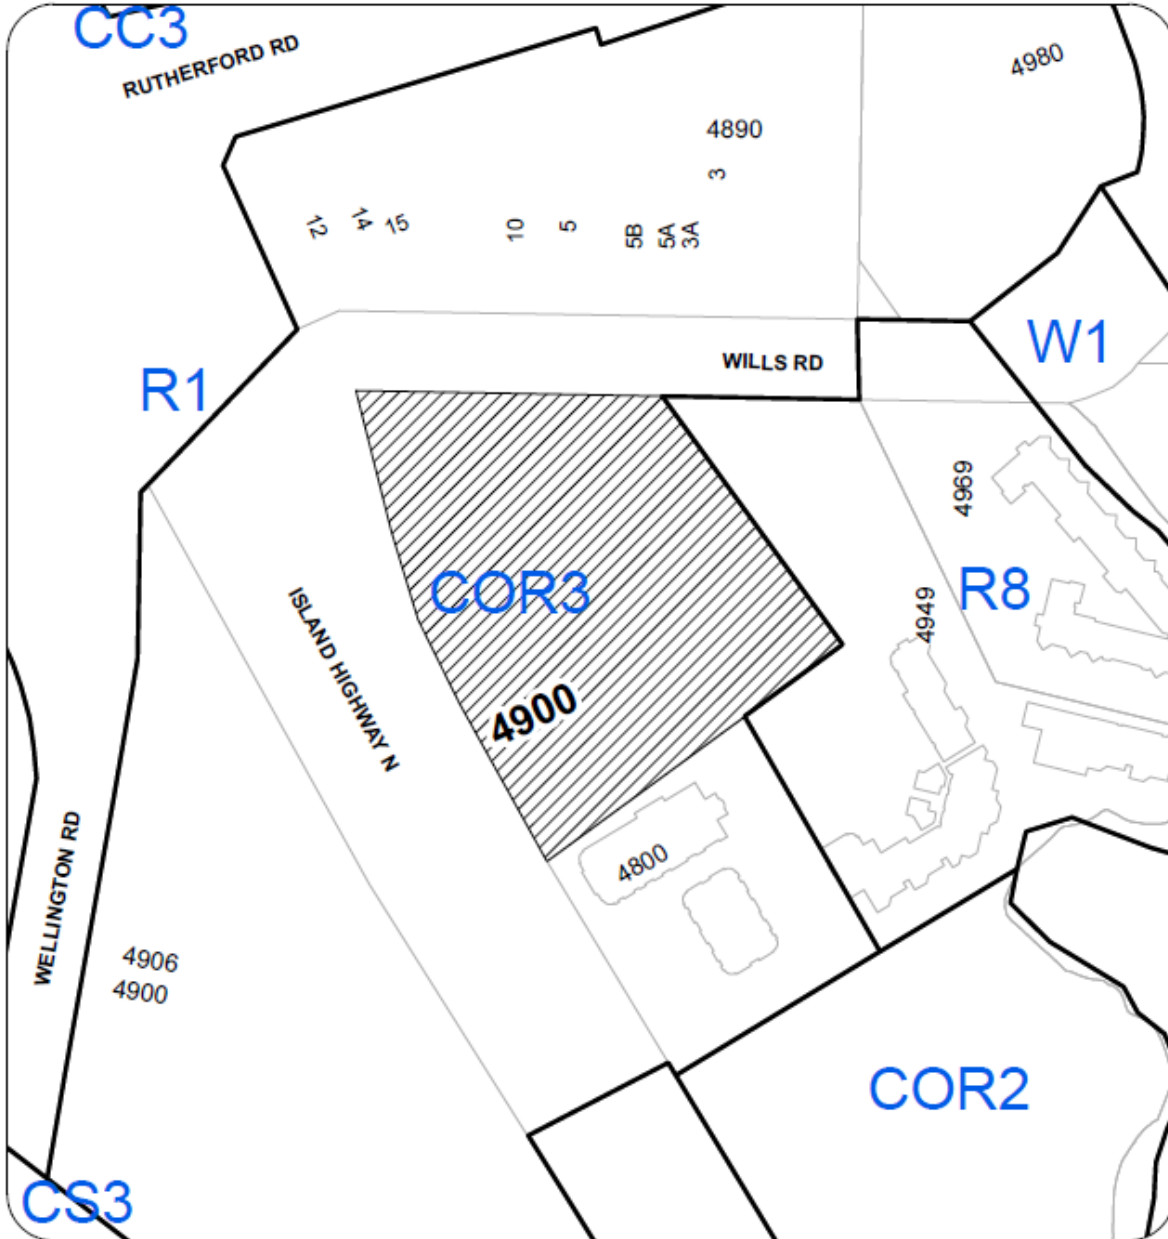 CC3
RUTHERFORD RD
4980
4890
3
12
14
15
10
5
5B
5A
3A
WILLS RD
W1
R1
4969
COR3
R8
4949
ISLAND HIGHWAY N
4900
4800
WELLINGTON RD
4906
4900
COR2
CS3